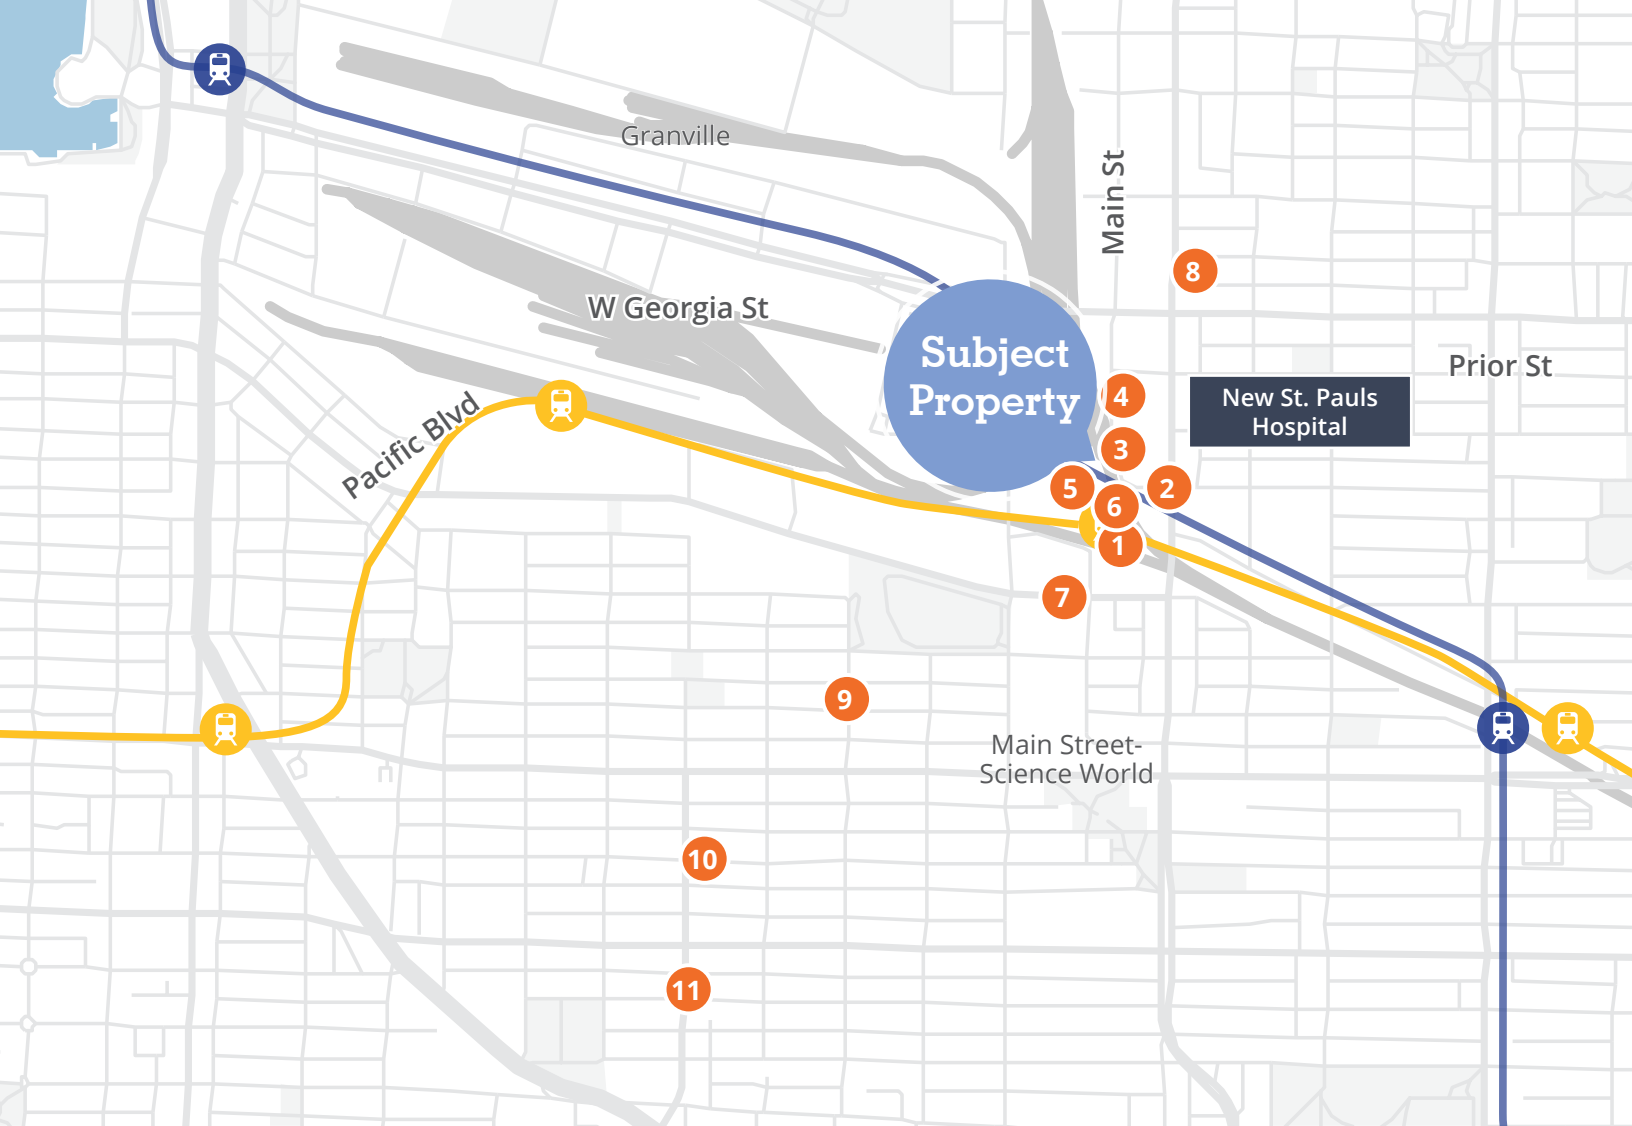 Granville
Main St
8
W Georgia St
Subject
Property
Prior St
4
New St. Pauls
Hospital
Pacific Blvd
3
5
2
6
1
7
9
Main Street-
Science World
10
11